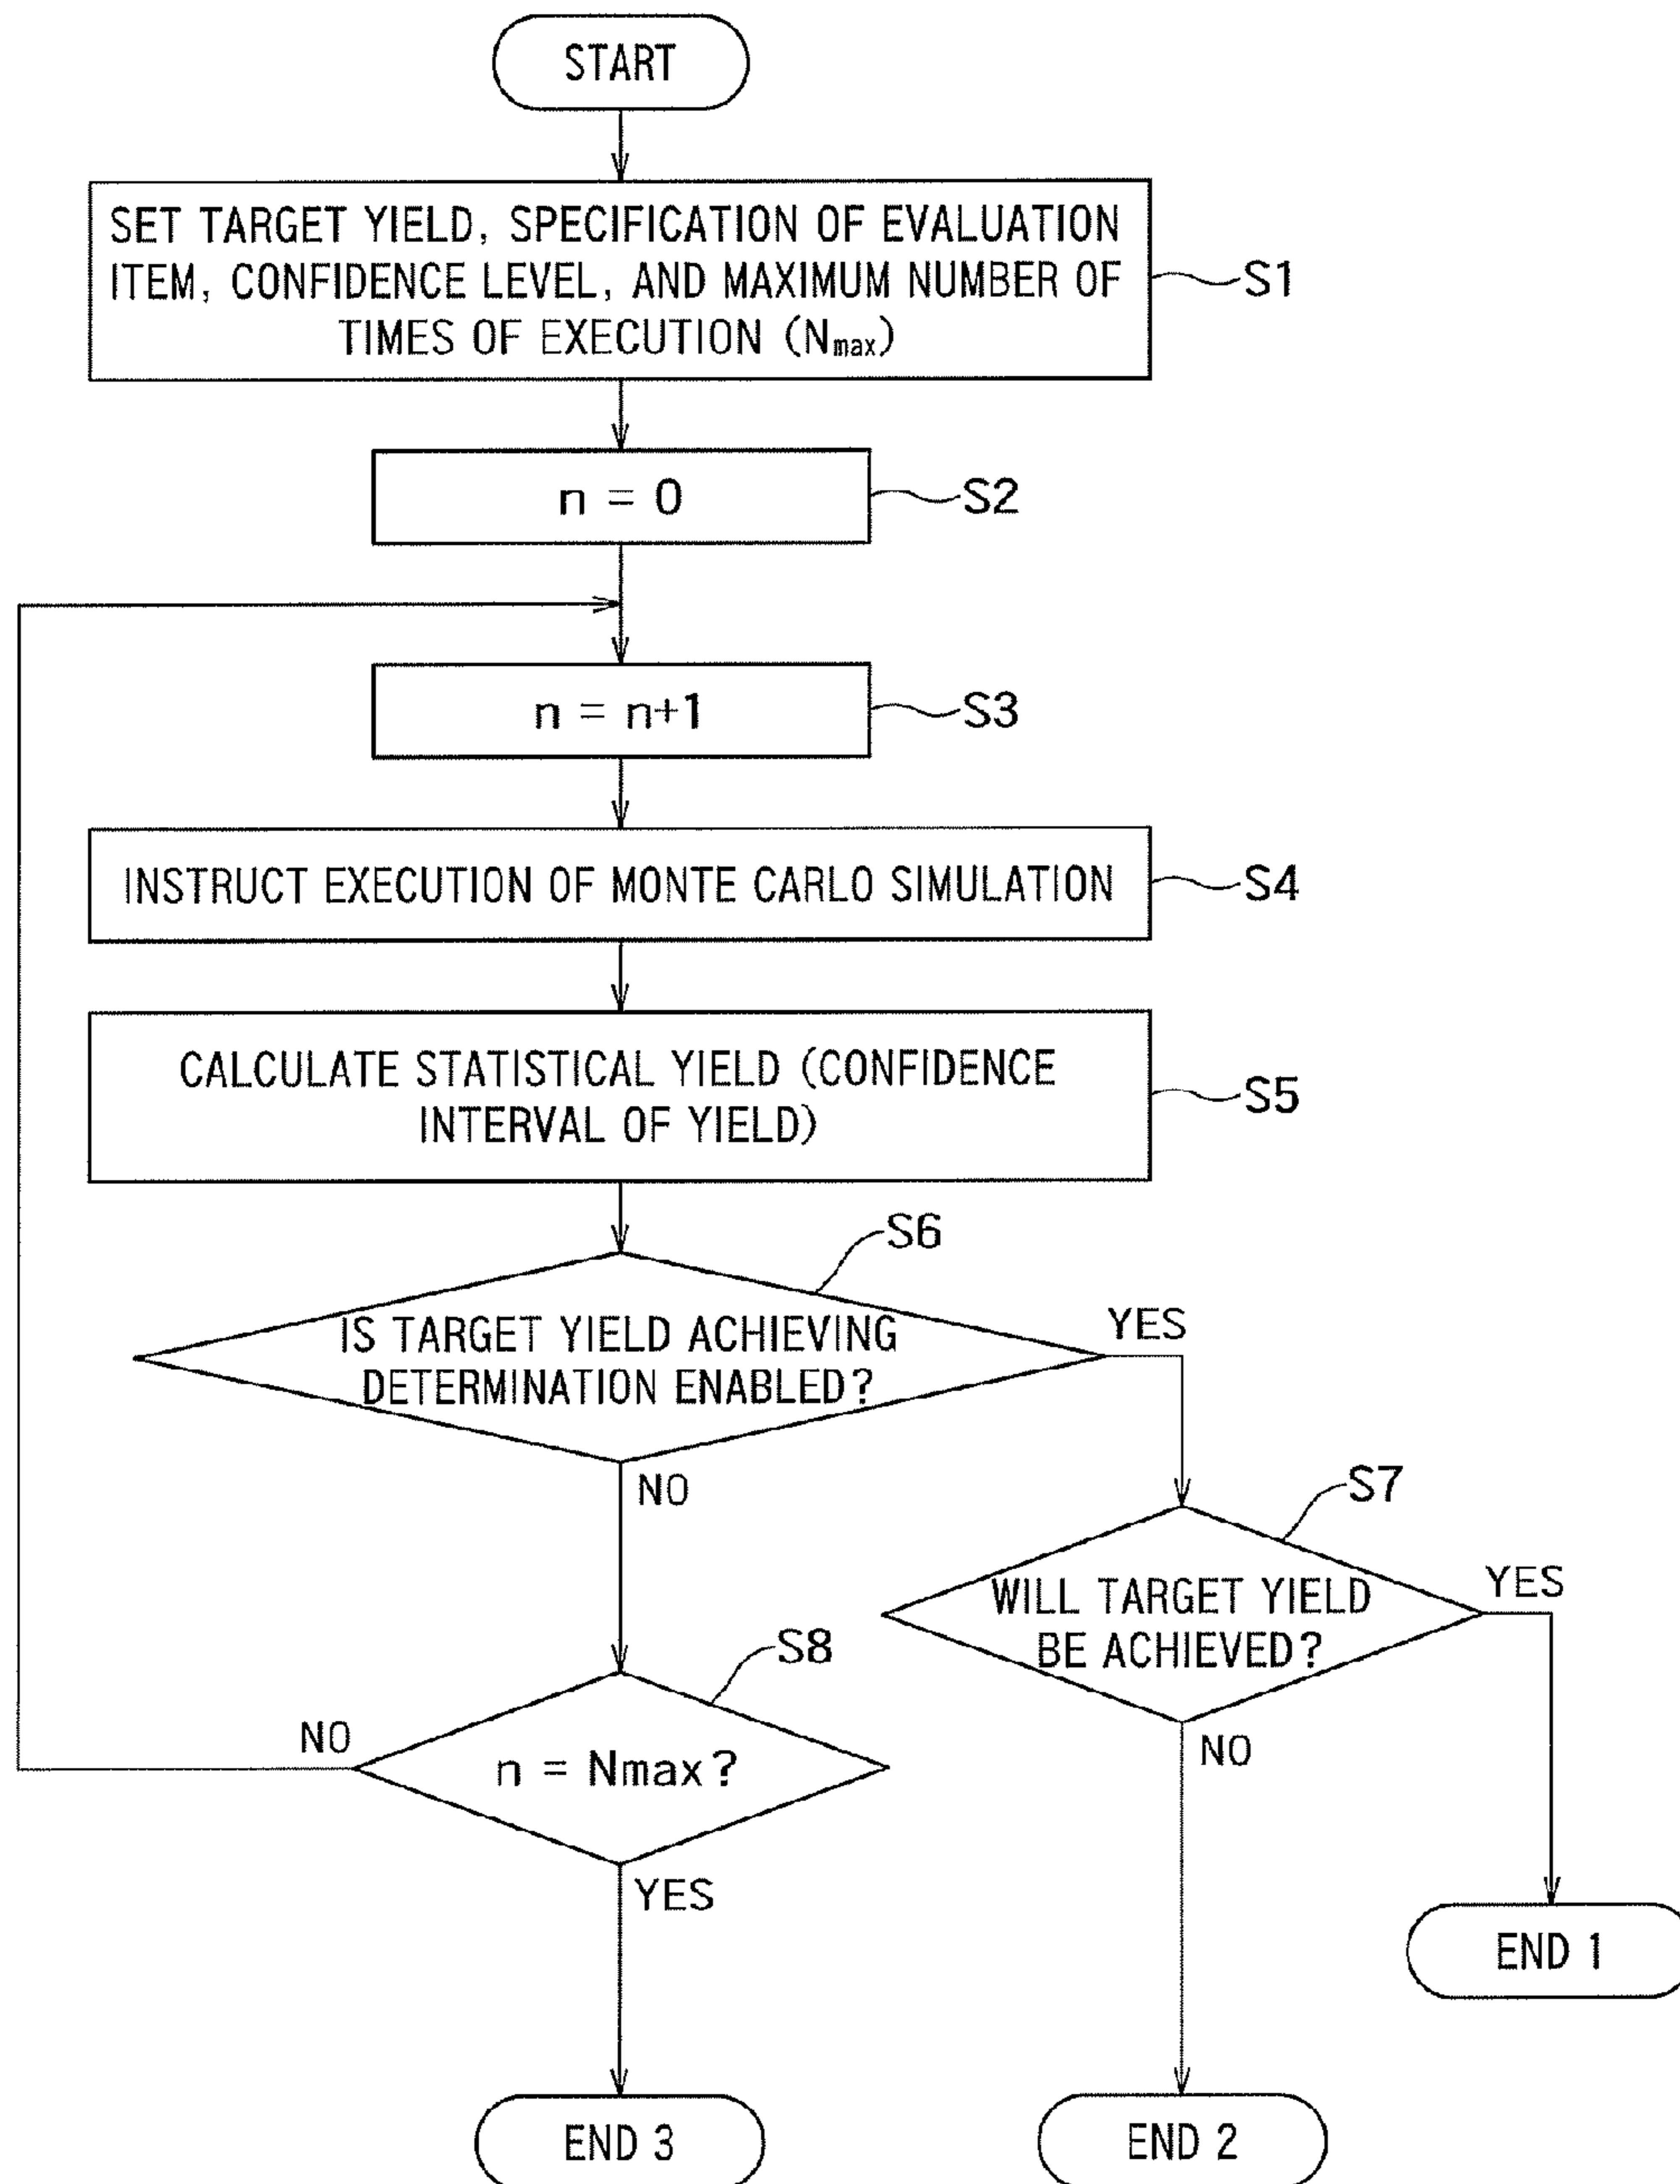 START
SET TARGET YIELD, SPECIFICATION OF EVALUATION
ITEM, CONFIDENCE LEVEL, AND MAXIMUM NUMBER OF
TIMES OF EXECUTION (Nmax)
S1
n = 0
S2
n = n+1
S3
INSTRUCT EXECUTION OF MONTE CARLO SIMULATION
S4
CALCULATE STATISTICAL YIELD (CONFIDENCE
INTERVAL OF YIELD)
S5
S6
IS TARGET YIELD ACHIEVING
DETERMINATION ENABLED?
YES
NO
S7
WILL TARGET YIELD
BE ACHIEVED?
YES
NO
S8
n = Nmax?
NO
YES
END 1
END 2
END 3